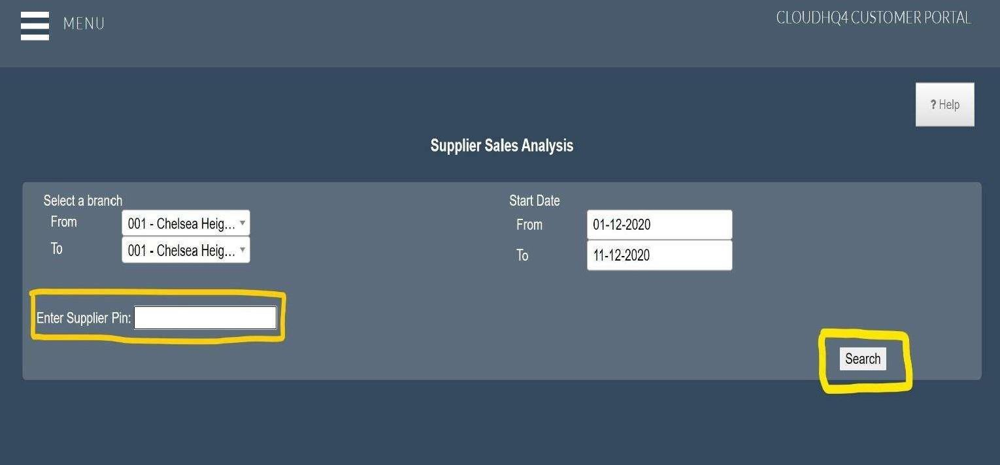 MENU
CLOUDHQ4 CUSTOMER PORTAL
? Help
Supplier Sales Analysis
Select a branch
From 001 - Chelsea Heig...
To 001 - Chelsea Heig...
Start Date
From 01-12-2020
To 11-12-2020
Enter Supplier Pin:
Search